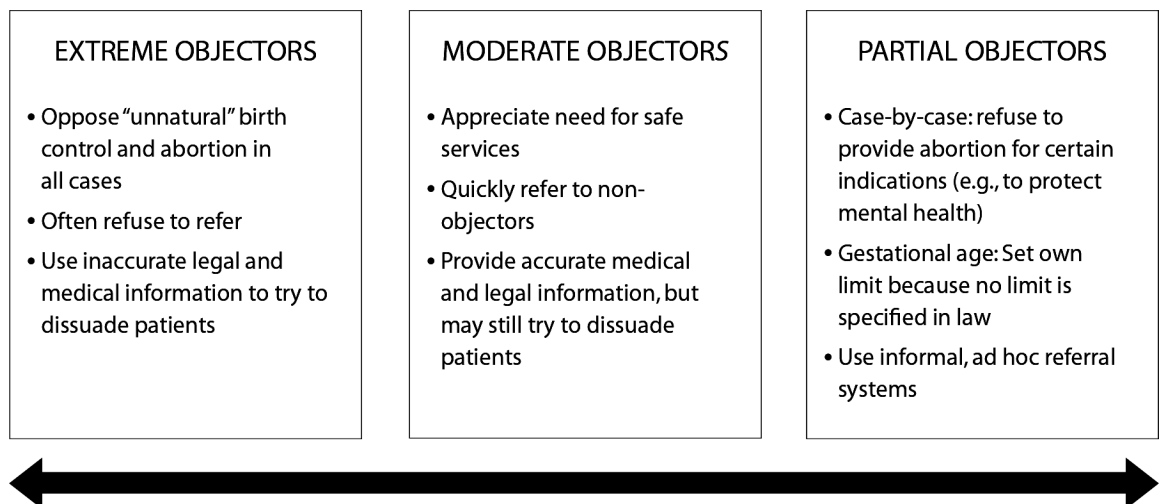 EXTREME OBJECTORS
• Oppose “unnatural” birth
control and abortion in
all cases
• Often refuse to refer
• Use inaccurate legal and
medical information to try to
dissuade patients
MODERATE OBJECTORS
• Appreciate need for safe
services
• Quickly refer to non-
objectors
• Provide accurate medical
and legal information, but
may still try to dissuade
patients
PARTIAL OBJECTORS
• Case-by-case: refuse to
provide abortion for certain
indications (e.g., to protect
mental health)
• Gestational age: Set own
limit because no limit is
specified in law
• Use informal, ad hoc referral
systems